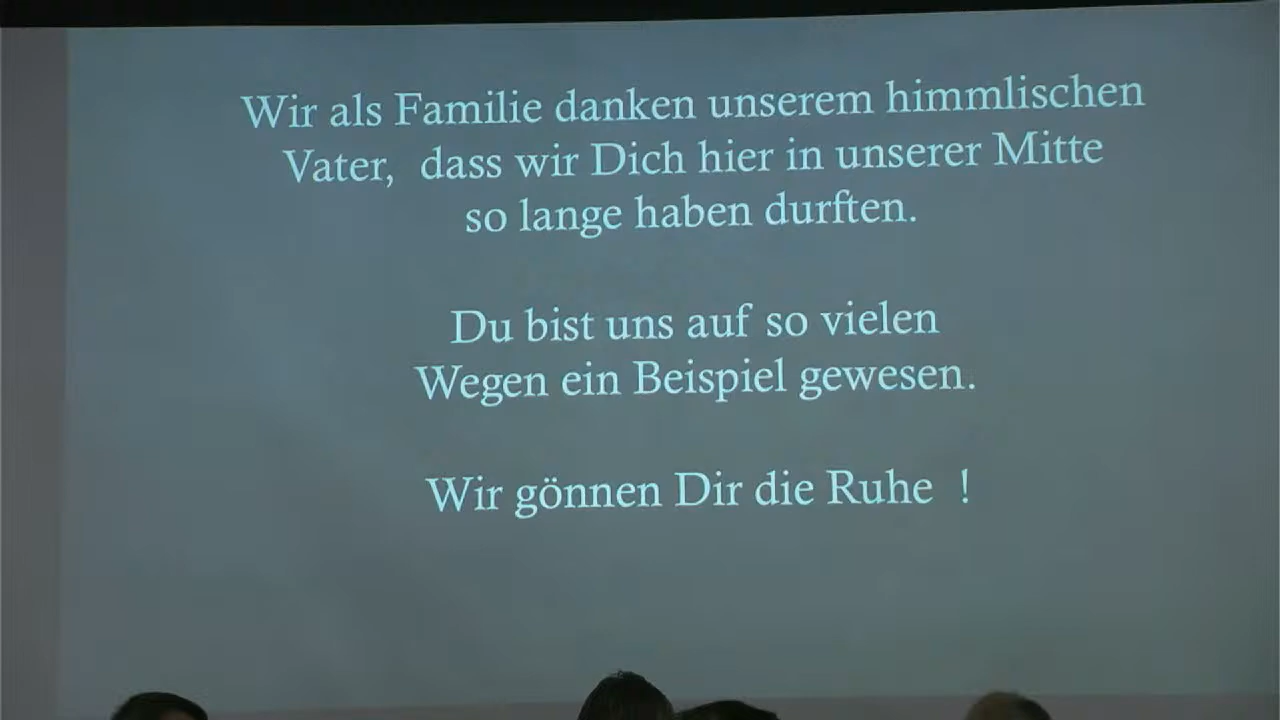 Wir als Familie danken unserem himmlischen
Vater, dass wir Dich hier in unserer Mitte
so lange haben durften.
Du bist uns auf so vielen
Wegen ein Beispiel gewesen.
Wir gönnen Dir die Ruhe !